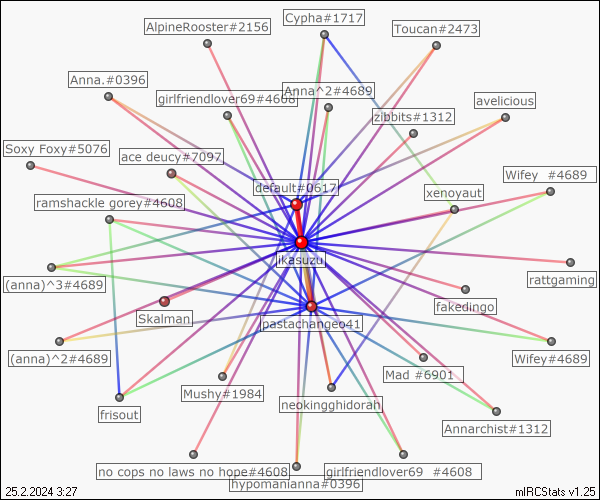 Cypha#1717
AlpineRooster#2156
Toucan#2473
Anna.#0396
girlfriendlover69#4608
Anna^2#4689
avelicious
zibbits#1312
Soxy Foxy#5076
ace deucy#7097
Wifey #4689
default#0617
xenoyaut
ramshackle gorey#4608
ikasuzu
(anna)^3#4689
rattgaming
fakedingo
Skalman
pastachangeo41
(anna)^2#4689
Wifey#4689
Mad #6901
Mushy#1984
neokingghidorah
frisout
Annarchist#1312
no cops no laws no hope#4608
girlfriendlover69 #4608
hypomanianna#0396
25.2.2024 3:27
mIRCStats v1.25